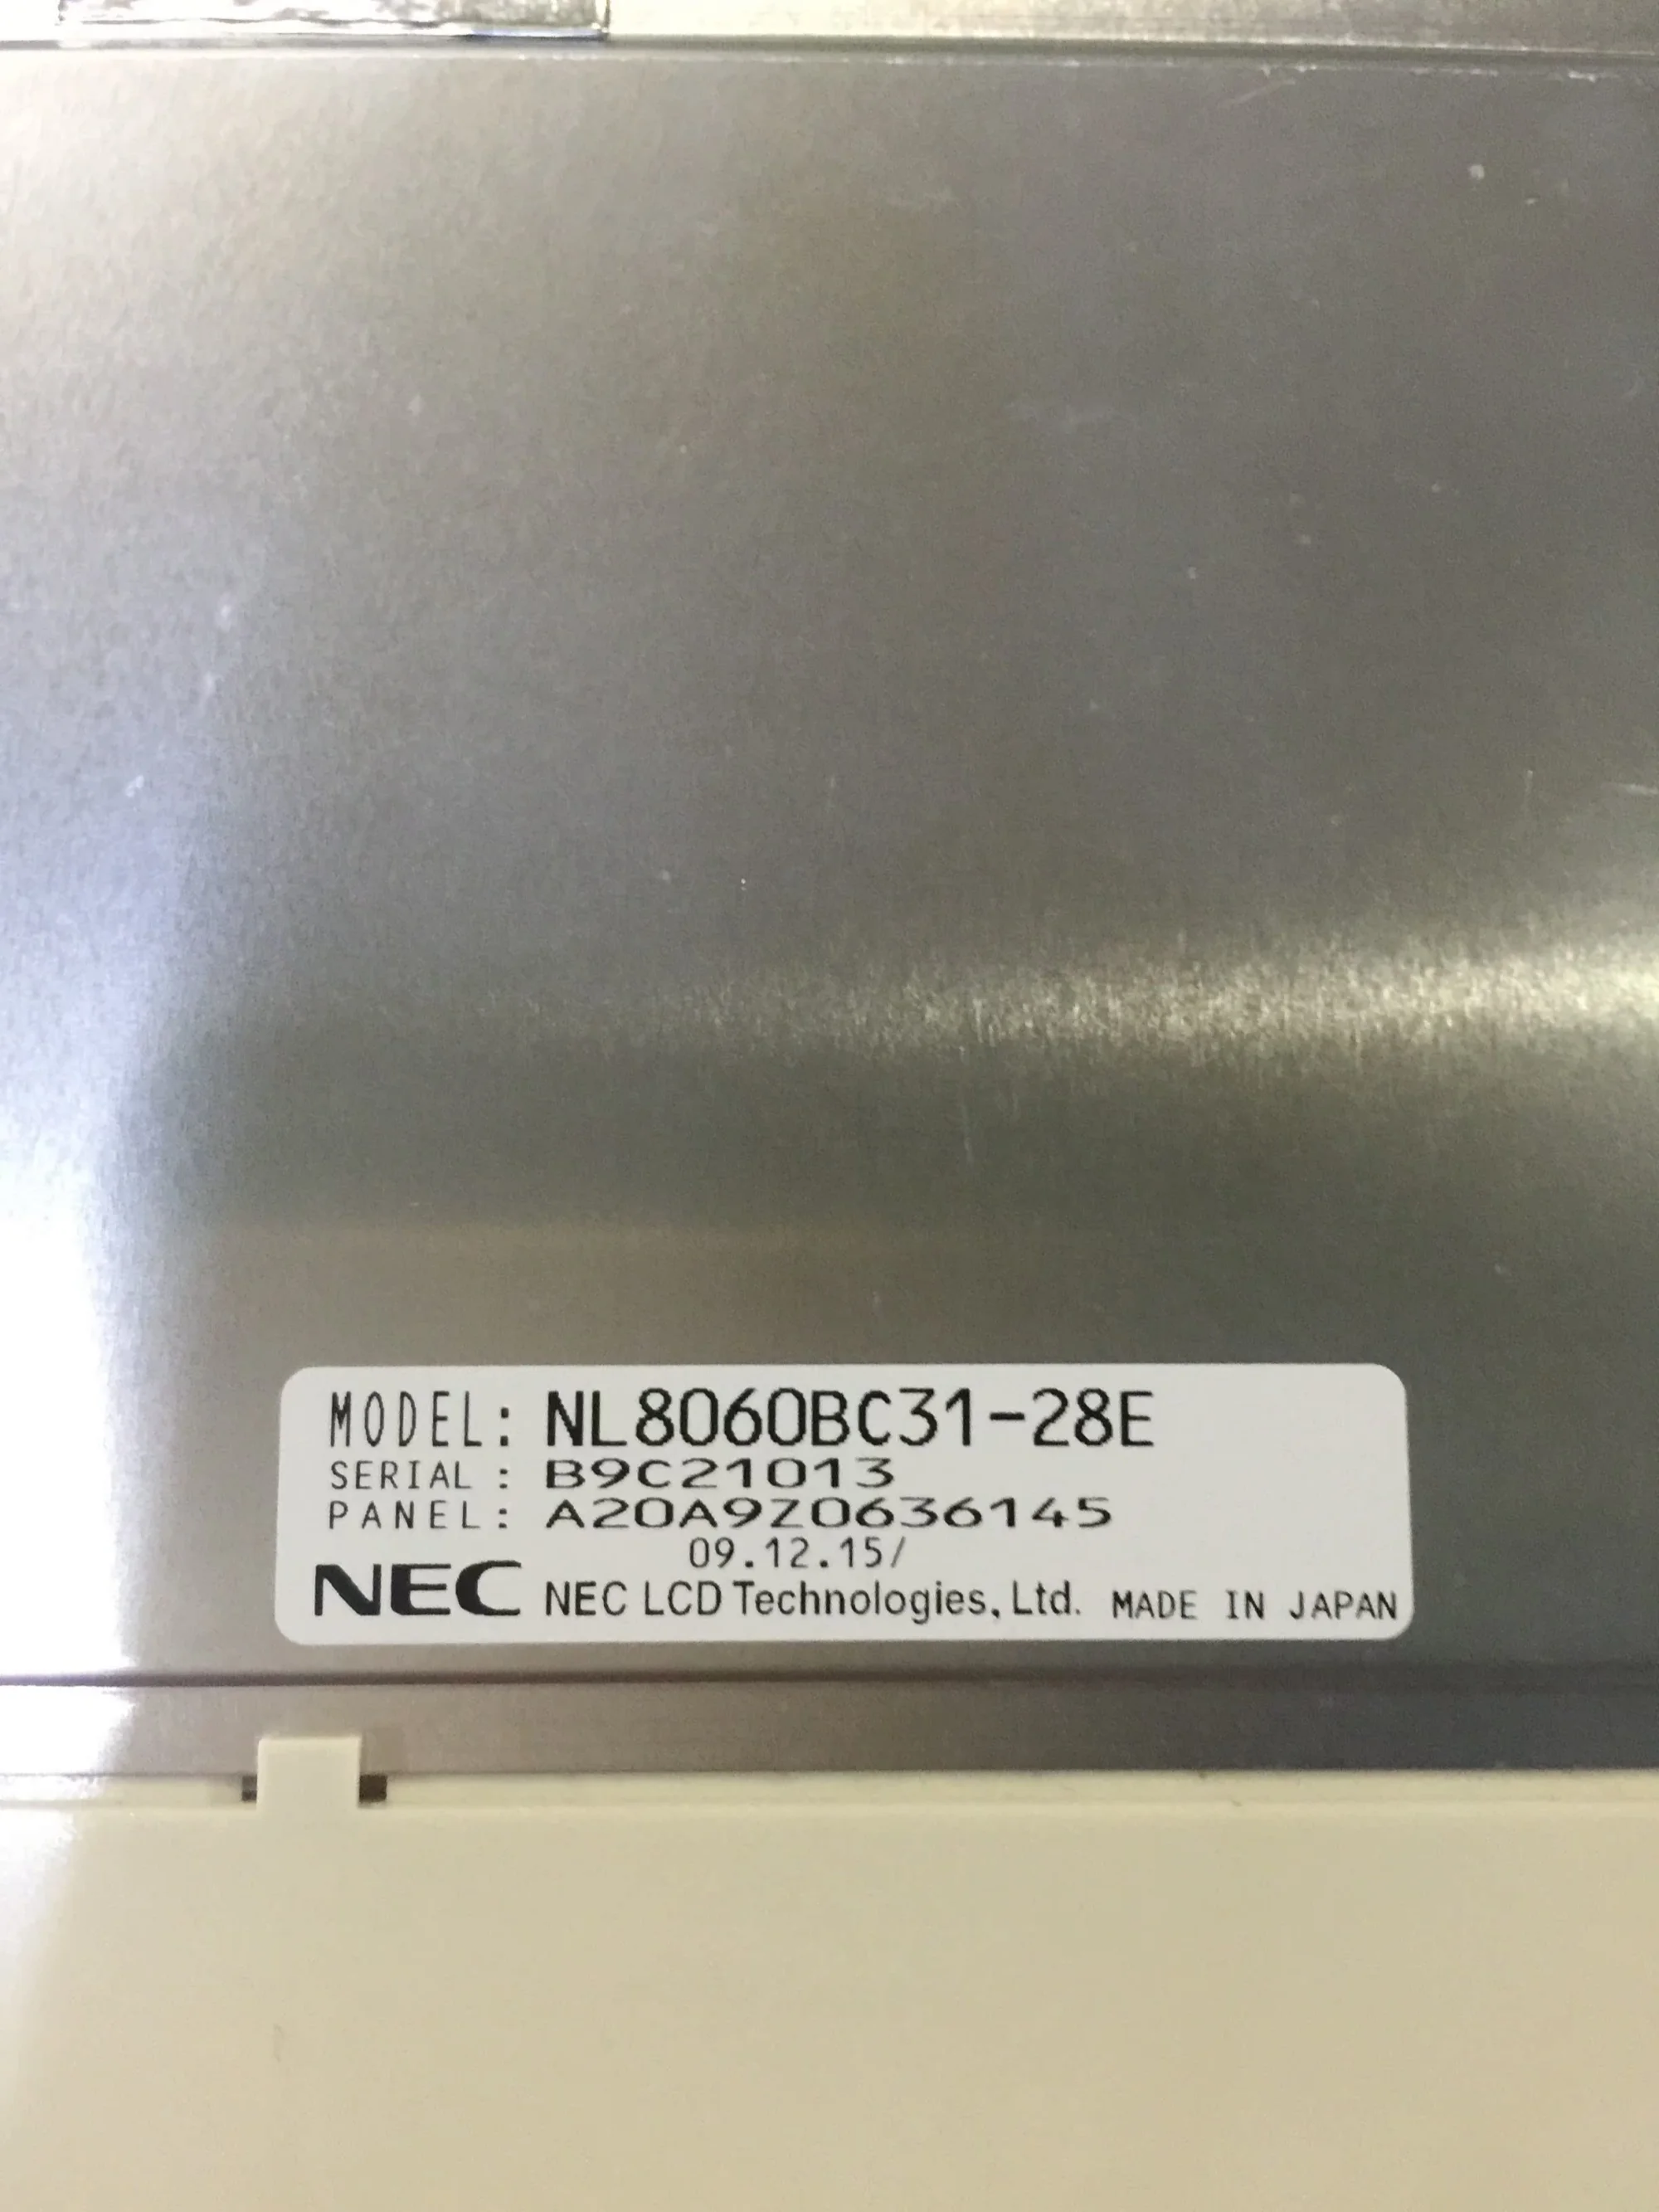 MODEL: NL8060BC31-28E
SERIAL : B9C21013
PANEL: A20A9Z0636145
09.12.15/
NEC NEC LCD Technologies, Ltd. MADE IN JAPAN